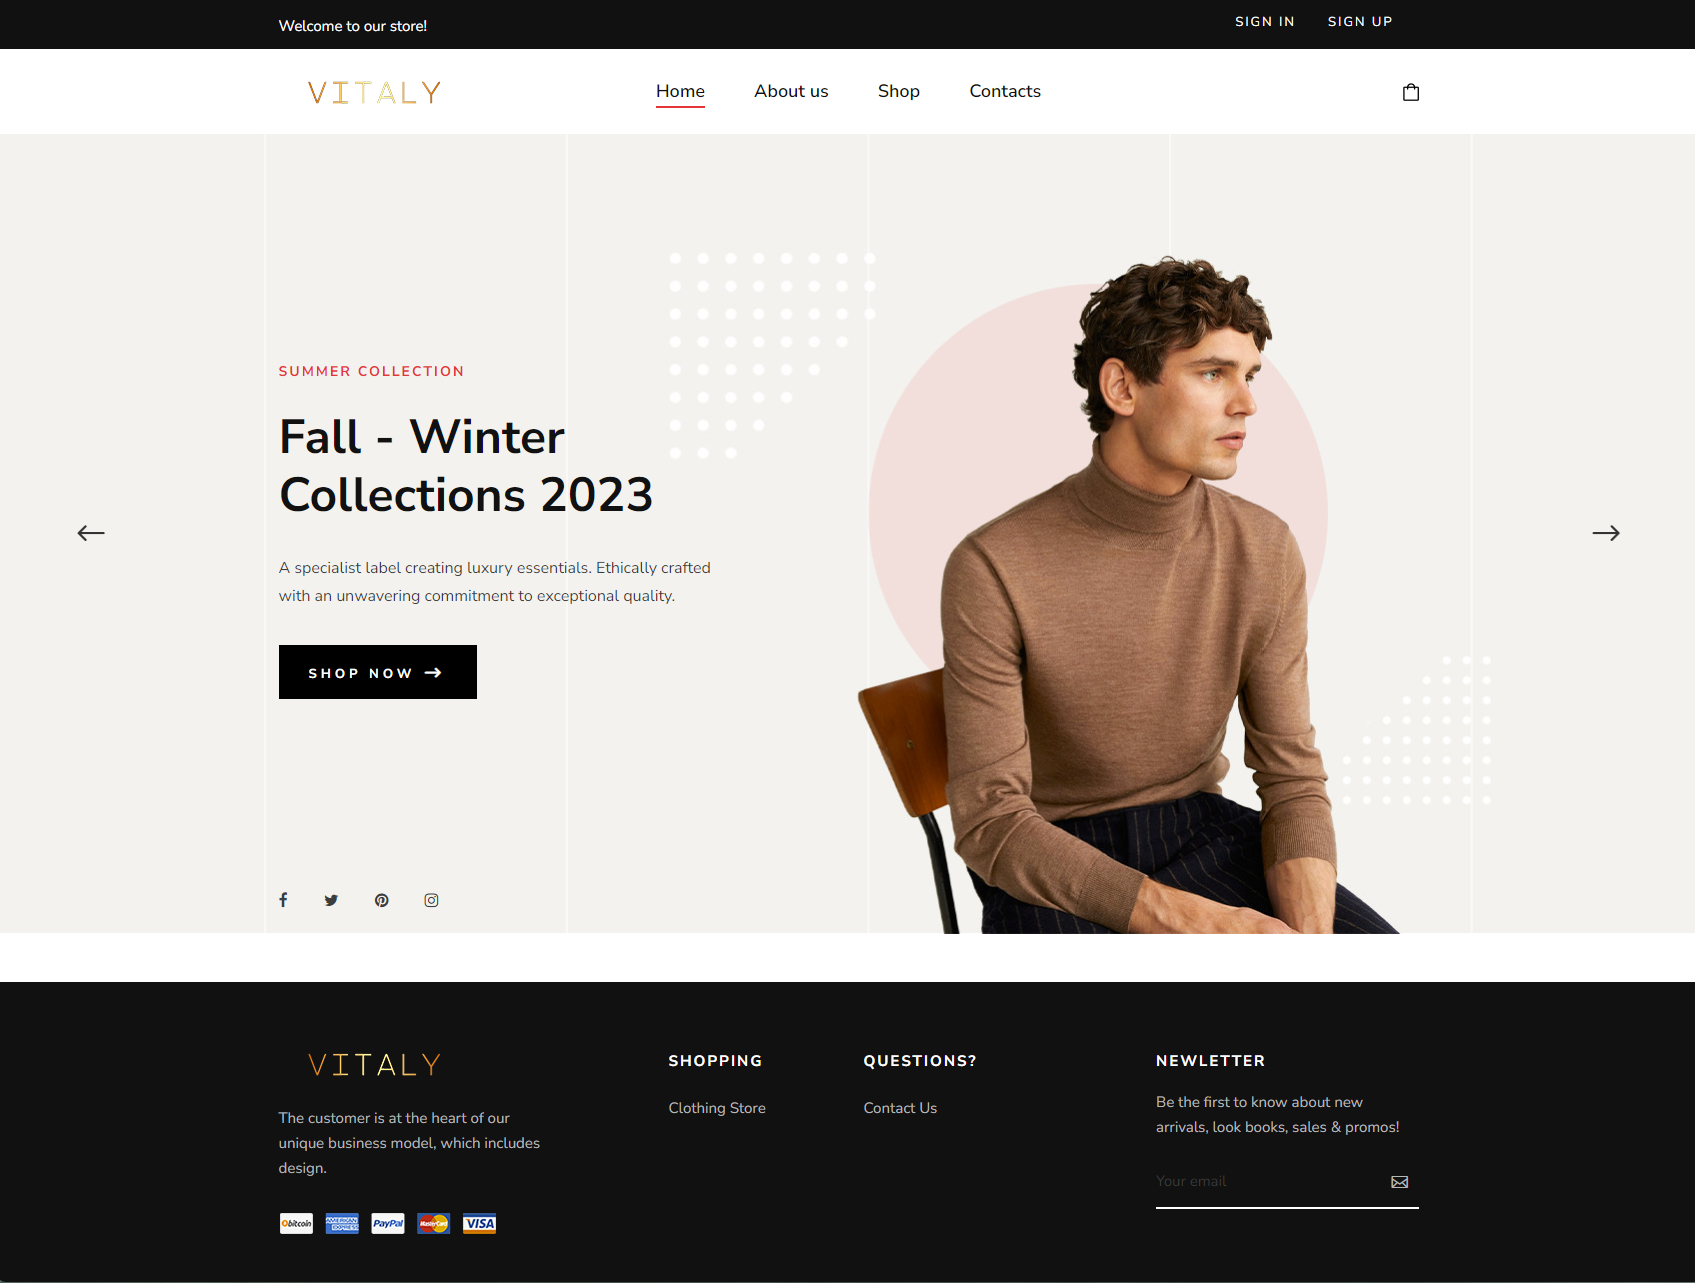 Welcome to our store!
SIGN IN
SIGN UP
VITALY
Home
About us
Shop
Contacts
SUMMER COLLECTION
Fall - Winter
Collections 2023
A specialist label creating luxury essentials. Ethically crafted
with an unwavering commitment to exceptional quality.
SHOP NOW
VITALY
The customer is at the heart of our
unique business model, which includes
design.
bitcoin
AMERICAN EXPRESS
PayPal
MasterCard
VISA
SHOPPING
Clothing Store
QUESTIONS?
Contact Us
NEWLETTER
Be the first to know about new
arrivals, look books, sales & promos!
Your email